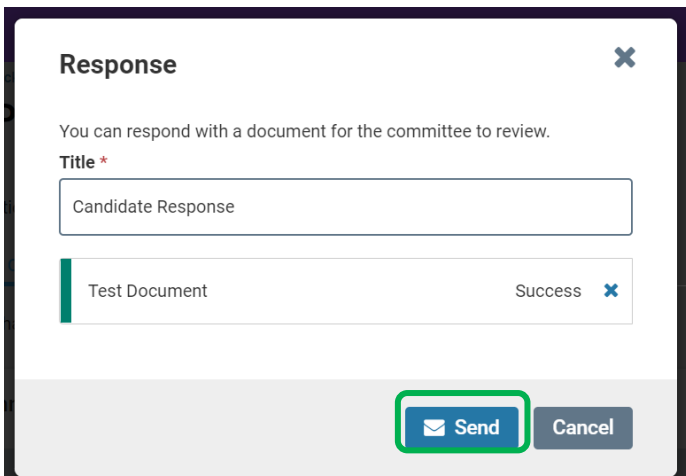 Response
You can respond with a document for the committee to review.
Title *
Candidate Response
Test Document Success
Send Cancel